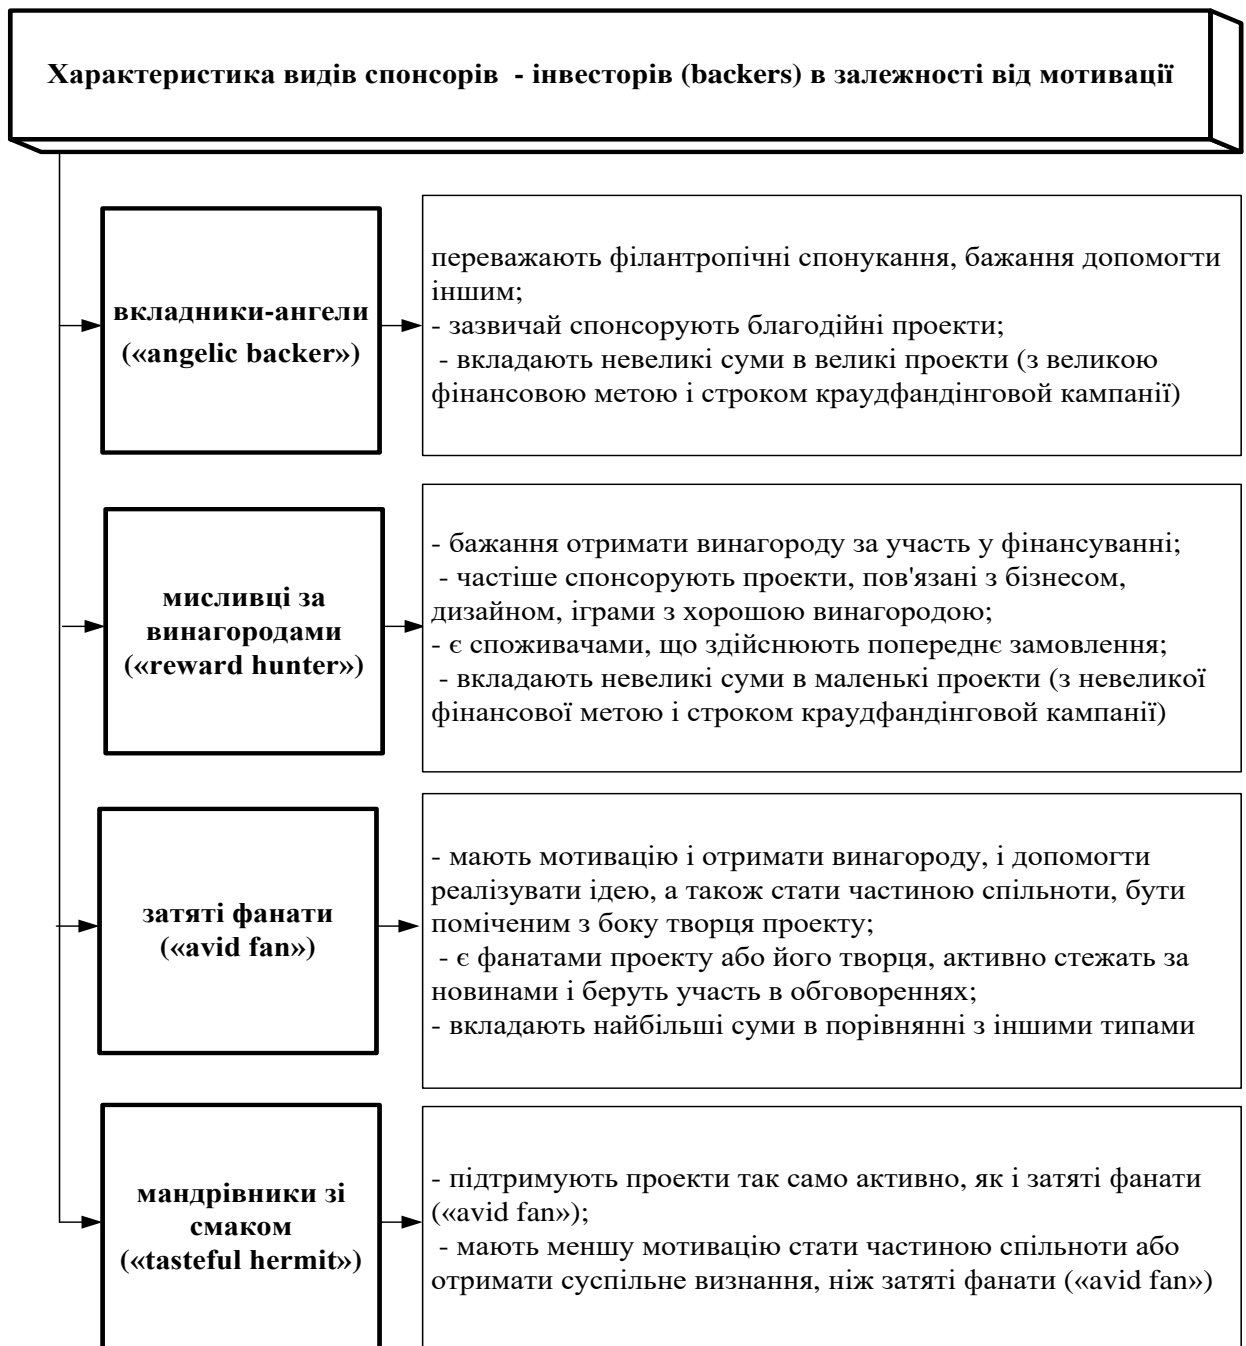 Характеристика видів спонсорів - інвесторів (backers) в залежності від мотивації
вкладники-ангели
(«angelic backer»)
переважають філантропічні спонукання, бажання допомогти
іншим;
- зазвичай спонсорують благодійні проекти;
- вкладають невеликі суми в великі проекти (з великою
фінансовою метою і строком краудфандінговой кампанії)
мисливці за
винагородами
(«reward hunter»)
- бажання отримати винагороду за участь у фінансуванні;
- частіше спонсорують проекти, пов'язані з бізнесом,
дизайном, іграми з хорошою винагородою;
- є споживачами, що здійснюють попереднє замовлення;
- вкладають невеликі суми в маленькі проекти (з невеликої
фінансової метою і строком краудфандінговой кампанії)
затяті фанати
(«avid fan»)
- мають мотивацію і отримати винагороду, і допомогти
реалізувати ідею, а також стати частиною спільноти, бути
поміченим з боку творця проекту;
- є фанатами проекту або його творця, активно стежать за
новинами і беруть участь в обговореннях;
- вкладають найбільші суми в порівнянні з іншими типами
мандрівники зі
смаком
(«tasteful hermit»)
- підтримують проекти так само активно, як і затяті фанати
(«avid fan»);
- мають меншу мотивацію стати частиною спільноти або
отримати суспільне визнання, ніж затяті фанати («avid fan»)